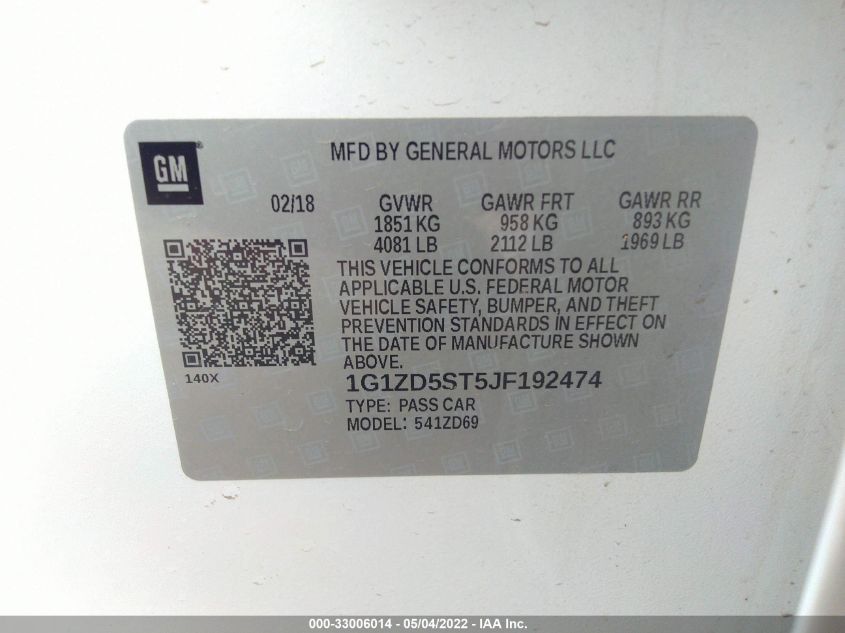 GM®
MFD BY GENERAL MOTORS LLC
02/18 GVWR GAWR FRT GAWR RR
1851 KG 958 KG 893 KG
4081 LB 2112 LB 1969 LB
THIS VEHICLE CONFORMS TO ALL
APPLICABLE U.S. FEDERAL MOTOR
VEHICLE SAFETY, BUMPER, AND THEFT
PREVENTION STANDARDS IN EFFECT ON
THE DATE OF MANUFACTURE SHOWN
ABOVE.
140X
1G1ZD5ST5JF192474
TYPE: PASS CAR
MODEL: 541ZD69
000-33006014 - 05/04/2022 - IAA Inc.